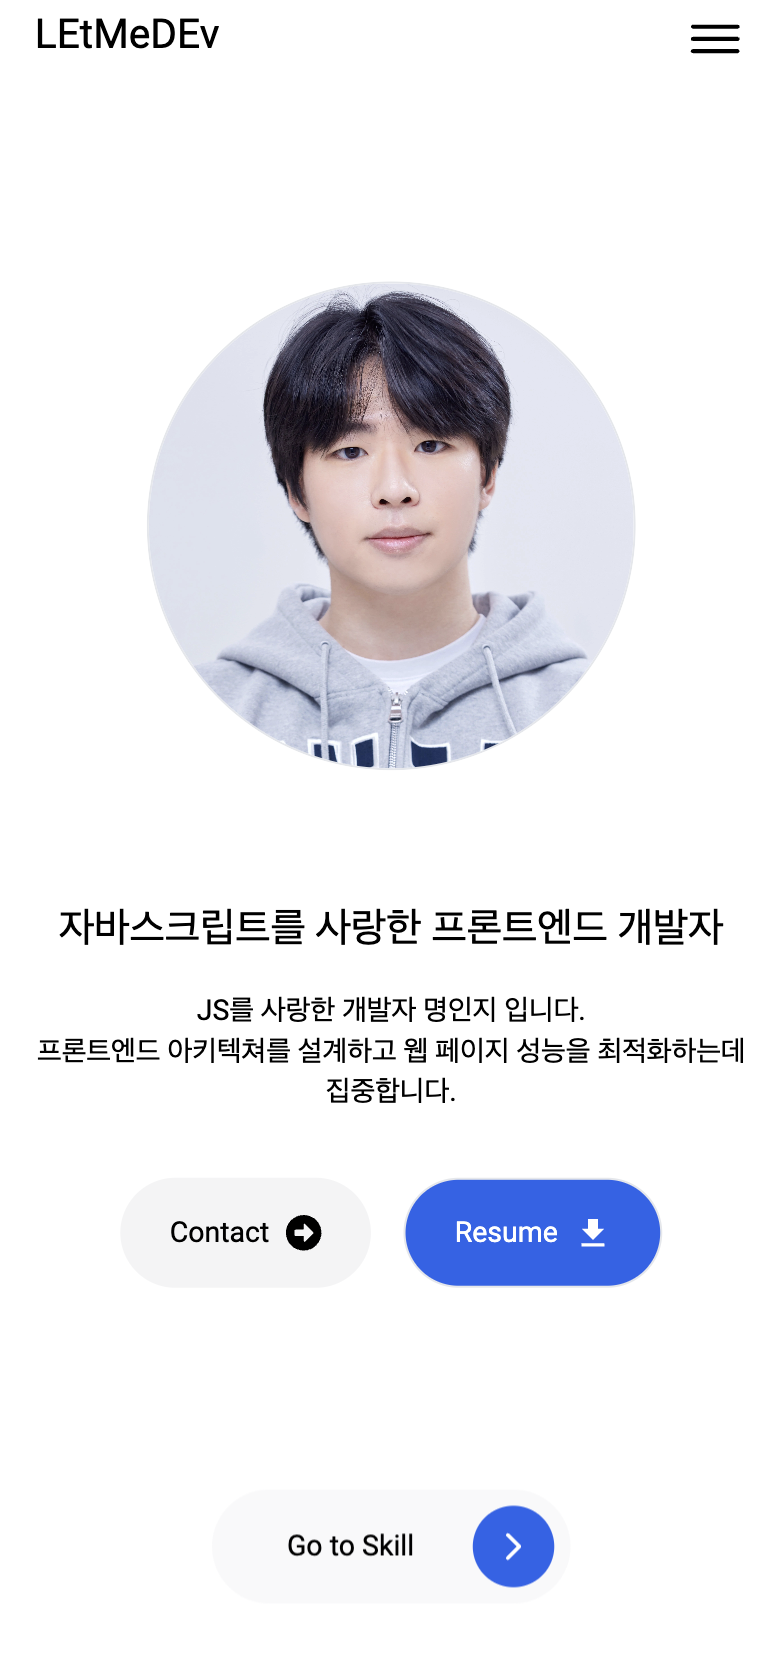 LEtMeDEv
자바스크립트를 사랑한 프론트엔드 개발자
JS를 사랑한 개발자 명인지 입니다.
프론트엔드 아키텍쳐를 설계하고 웹 페이지 성능을 최적화하는데
집중합니다.
Contact
Resume
Go to Skill